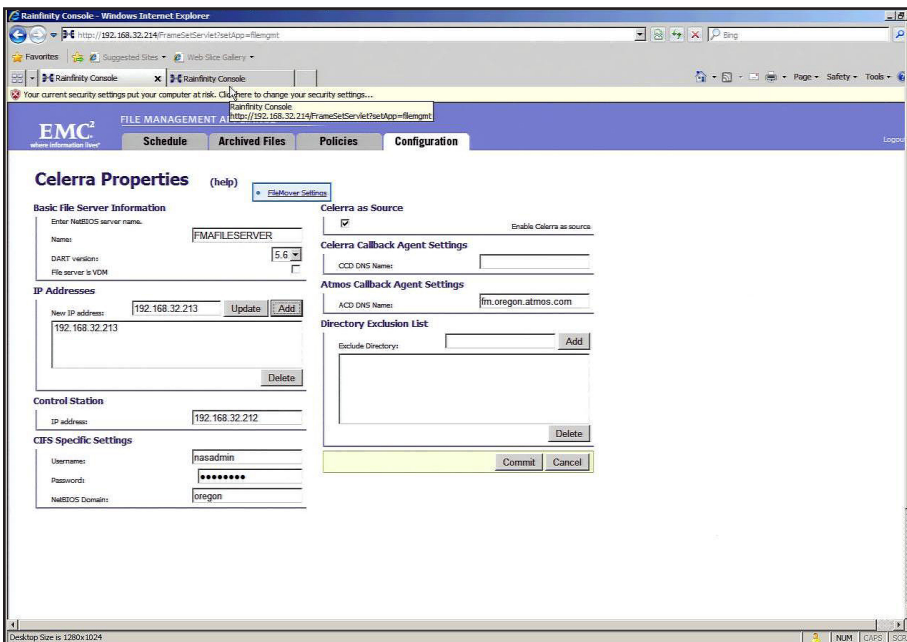 Rainfinity Console - Windows Internet Explorer
http://192.168.32.214/FrameSetServlet?setApp=filemgmt
Bing
Favorites Suggested Sites Web Slice Gallery
Rainfinity Console Rainfinity Console
Page Safety Tools
Your current security settings put your computer at risk. Click here to change your security settings...
Rainfinity Console
http://192.168.32.214/FrameSetServlet?setApp=filemgmt
EMC²
where information lives®
FILE MANAGEMENT
Logout
Schedule Archived Files Policies Configuration
Celerra Properties (help)
FileMover Settings
Basic File Server Information
Enter NetBIOS server name.
Name: FMAFILESERVER
DART version: 5.6
File server is VDM
IP Addresses
New IP address: 192.168.32.213 Update Add
192.168.32.213
Delete
Control Station
IP address: 192.168.32.212
CIFS Specific Settings
Username: nasadmin
Password: ●●●●●●●●
NetBIOS Domain: oregon
Celerra as Source
Enable Celerra as source
Celerra Callback Agent Settings
CCD DNS Name:
Atmos Callback Agent Settings
ACD DNS Name: fm.oregon.atmos.com
Directory Exclusion List
Exclude Directory: Add
Delete
Commit Cancel
Desktop Size is 1280x1024
NUM CAPS SCR